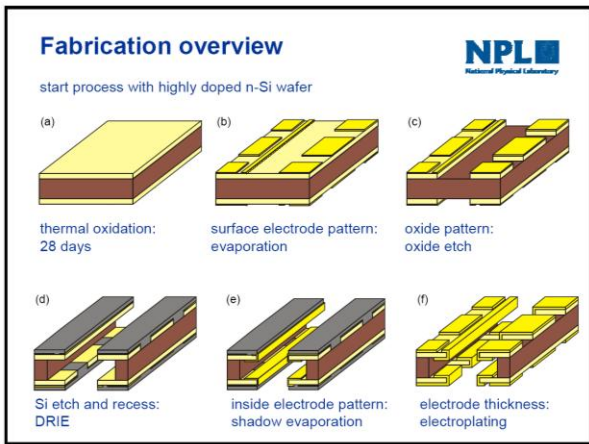 Fabrication overview
NPL
National Physical Laboratory
start process with highly doped n-Si wafer
(a)
(b)
(c)
thermal oxidation:
28 days
surface electrode pattern:
evaporation
oxide pattern:
oxide etch
(d)
(e)
(f)
Si etch and recess:
DRIE
inside electrode pattern:
shadow evaporation
electrode thickness:
electroplating